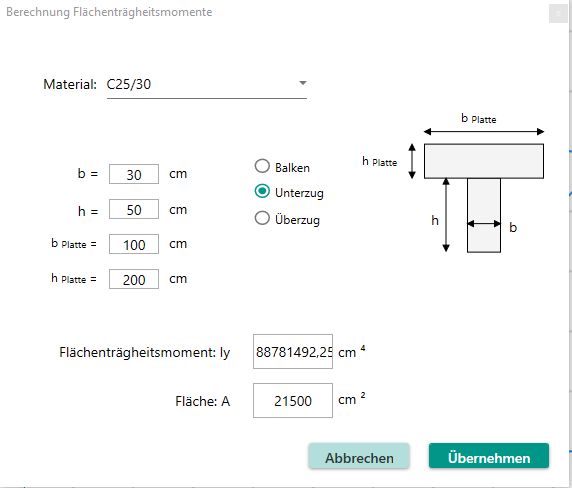 Berechnung Flächenträgheitsmomente
x
Material: C25/30
b Platte
h Platte
b = 30 cm
Balken
h = 50 cm
Unterzug
b Platte = 100 cm
Überzug
h
b
h Platte = 200 cm
Flächenträgheitsmoment: Iy 88781492,25 cm ⁴
Fläche: A 21500 cm ²
Abbrechen
Übernehmen